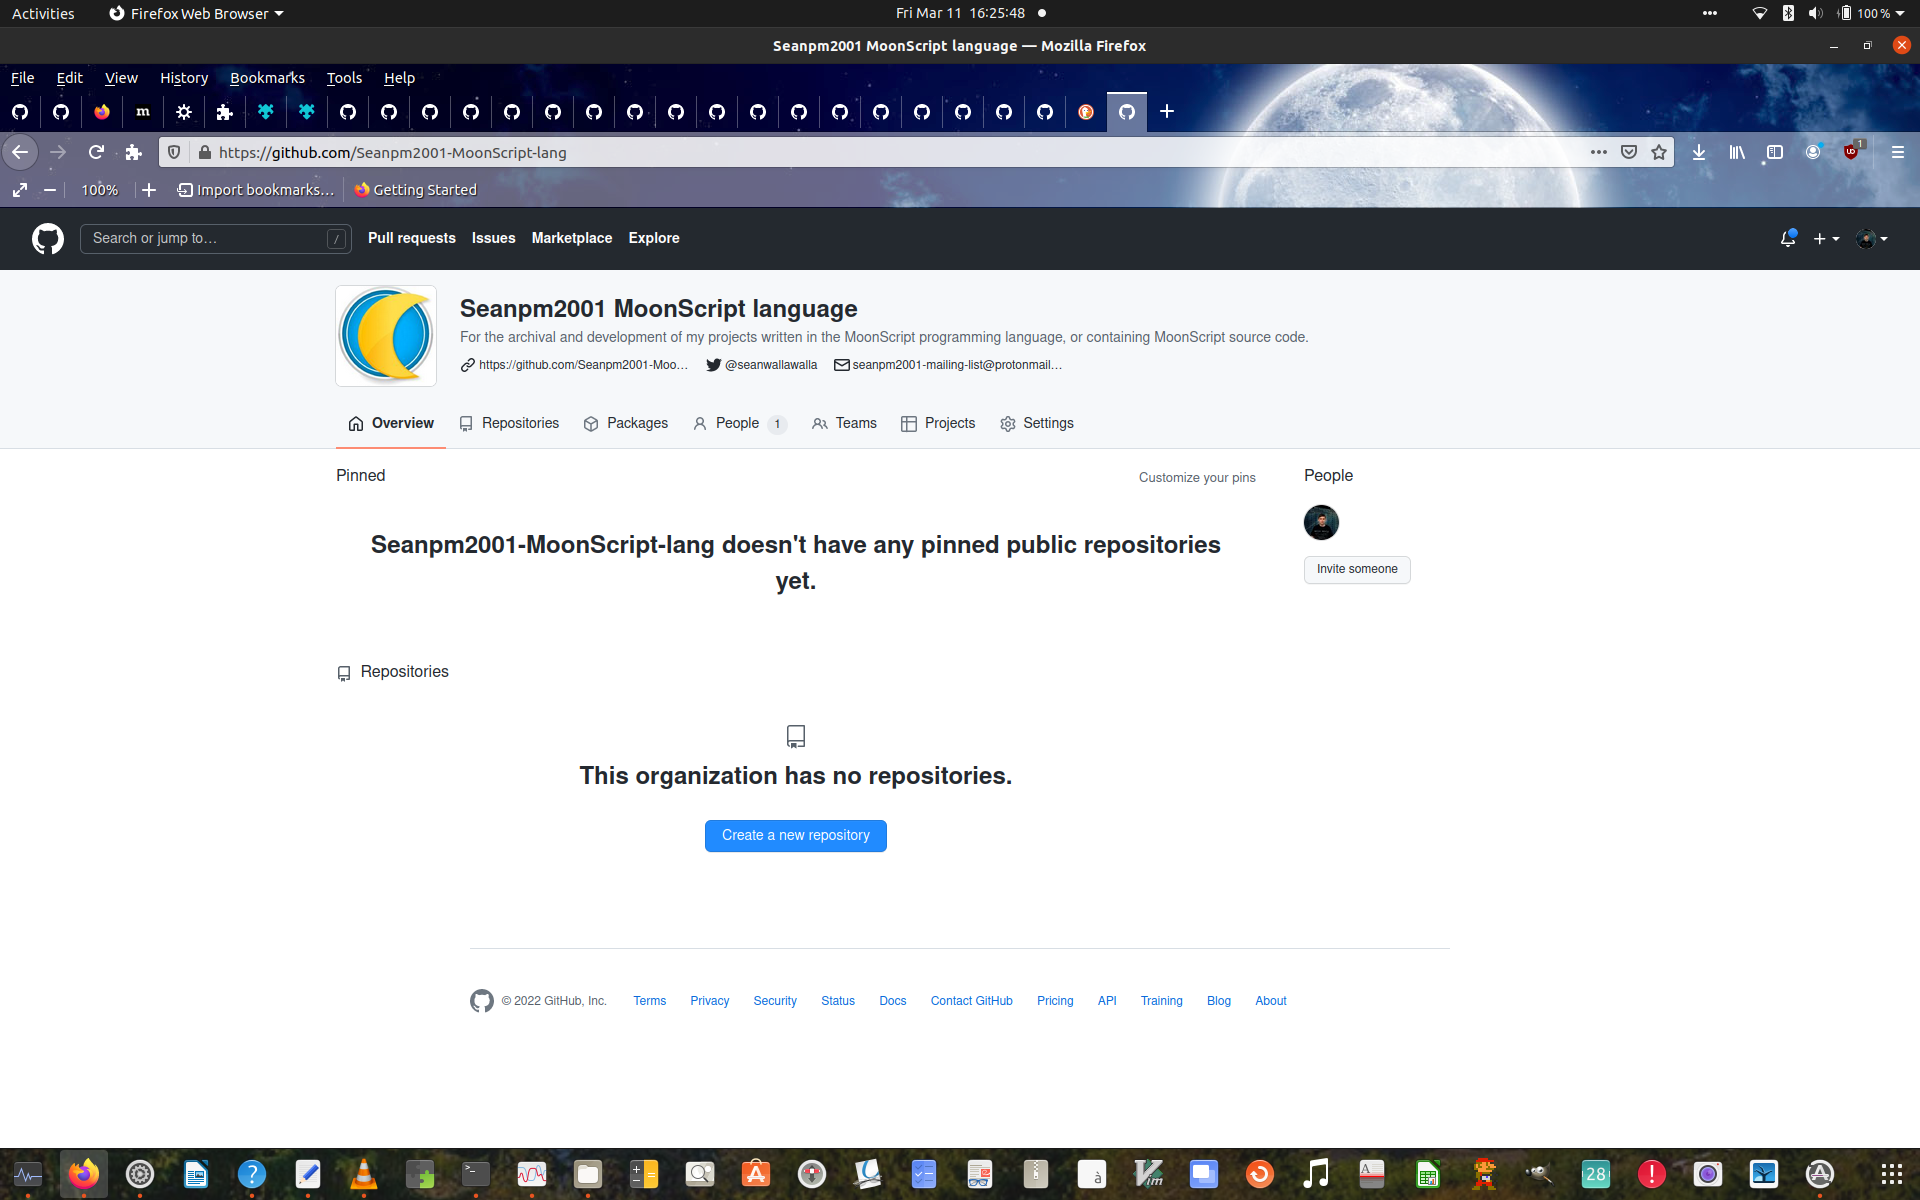 Activities Firefox Web Browser Fri Mar 11 16:25:48 100 %
Seanpm2001 MoonScript language — Mozilla Firefox
File Edit View History Bookmarks Tools Help
m
https://github.com/Seanpm2001-MoonScript-lang 1
100% Import bookmarks... Getting Started
Search or jump to... / Pull requests Issues Marketplace Explore
Seanpm2001 MoonScript language
For the archival and development of my projects written in the MoonScript programming language, or containing MoonScript source code.
https://github.com/Seanpm2001-Moo... @seanwallawalla seanpm2001-mailing-list@protonmail...
Overview Repositories Packages People 1 Teams Projects Settings
Pinned Customize your pins People
Seanpm2001-MoonScript-lang doesn't have any pinned public repositories
yet.
Invite someone
Repositories
This organization has no repositories.
Create a new repository
© 2022 GitHub, Inc. Terms Privacy Security Status Docs Contact GitHub Pricing API Training Blog About
? >_ à Vim A 28 !